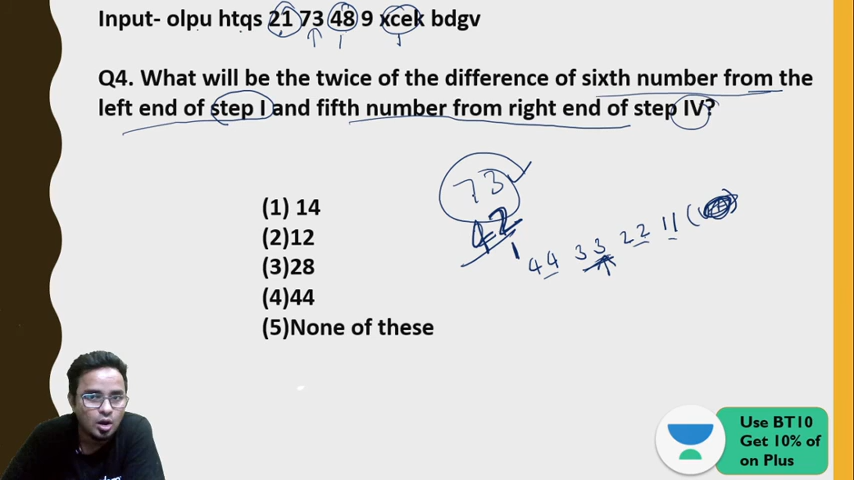 Input- olpu htqs 21 73 48 9 xcek bdgv
Q4. What will be the twice of the difference of sixth number from the
left end of step I and fifth number from right end of step IV?
73
42
44 33 22 11 (
(1) 14
(2)12
(3)28
(4)44
(5)None of these
Use BT10
Get 10% of
on Plus